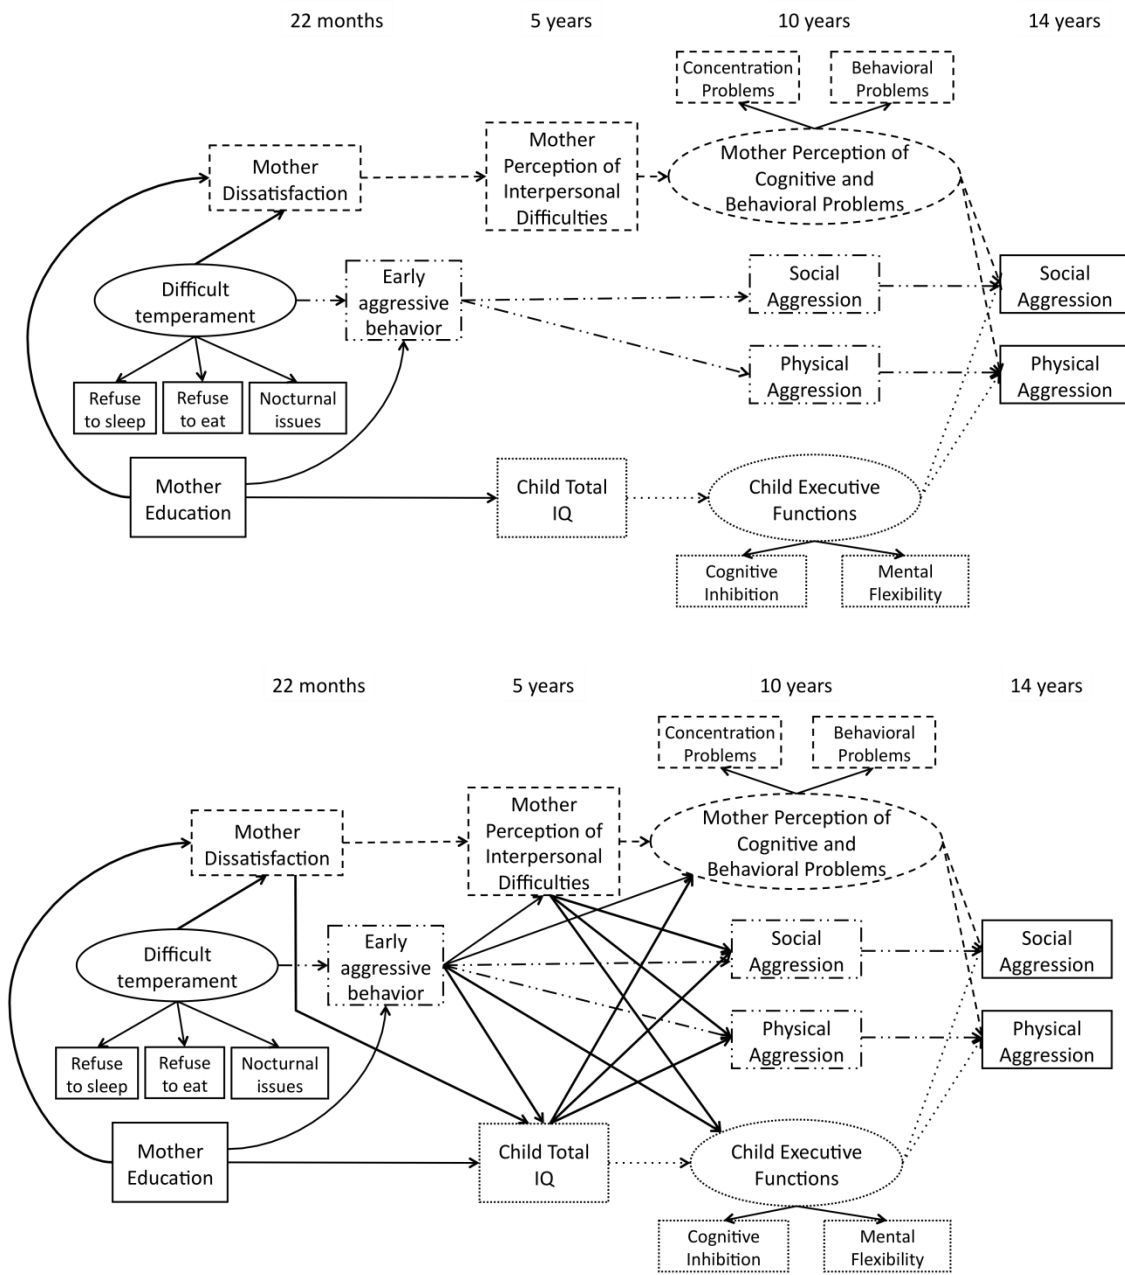 22 months
5 years
10 years
14 years
Concentration
Problems
Behavioral
Problems
Mother
Dissatisfaction
Mother
Perception of
Interpersonal
Difficulties
Mother Perception of
Cognitive and
Behavioral Problems
Difficult
temperament
Early
aggressive
behavior
Social
Aggression
Social
Aggression
Physical
Aggression
Physical
Aggression
Refuse
to sleep
Refuse
to eat
Nocturnal
issues
Mother
Education
Child Total
IQ
Child Executive
Functions
Cognitive
Inhibition
Mental
Flexibility
22 months
5 years
10 years
14 years
Concentration
Problems
Behavioral
Problems
Mother
Dissatisfaction
Mother
Perception of
Interpersonal
Difficulties
Mother Perception of
Cognitive and
Behavioral Problems
Difficult
temperament
Early
aggressive
behavior
Social
Aggression
Social
Aggression
Physical
Aggression
Physical
Aggression
Refuse
to sleep
Refuse
to eat
Nocturnal
issues
Mother
Education
Child Total
IQ
Child Executive
Functions
Cognitive
Inhibition
Mental
Flexibility